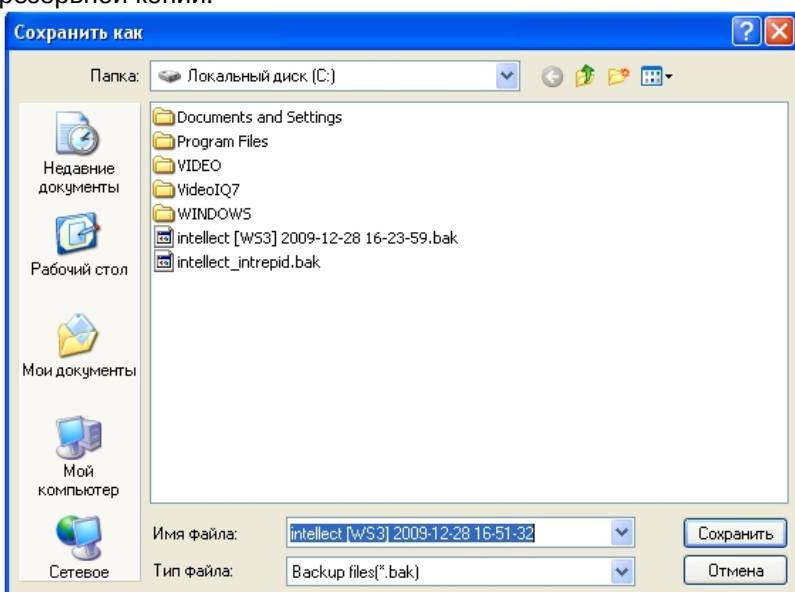 резервной копии.
Сохранить как
Папка:
Локальный диск (C:)
Недавние
документы
Рабочий стол
Мои документы
Мой
компьютер
Сетевое
Documents and Settings
Program Files
VIDEO
VideoIQ7
WINDOWS
intellect [WS3] 2009-12-28 16-23-59.bak
intellect_intrepid.bak
Имя файла:
intellect [WS3] 2009-12-28 16-51-32
Сохранить
Тип файла:
Backup files(*.bak)
Отмена